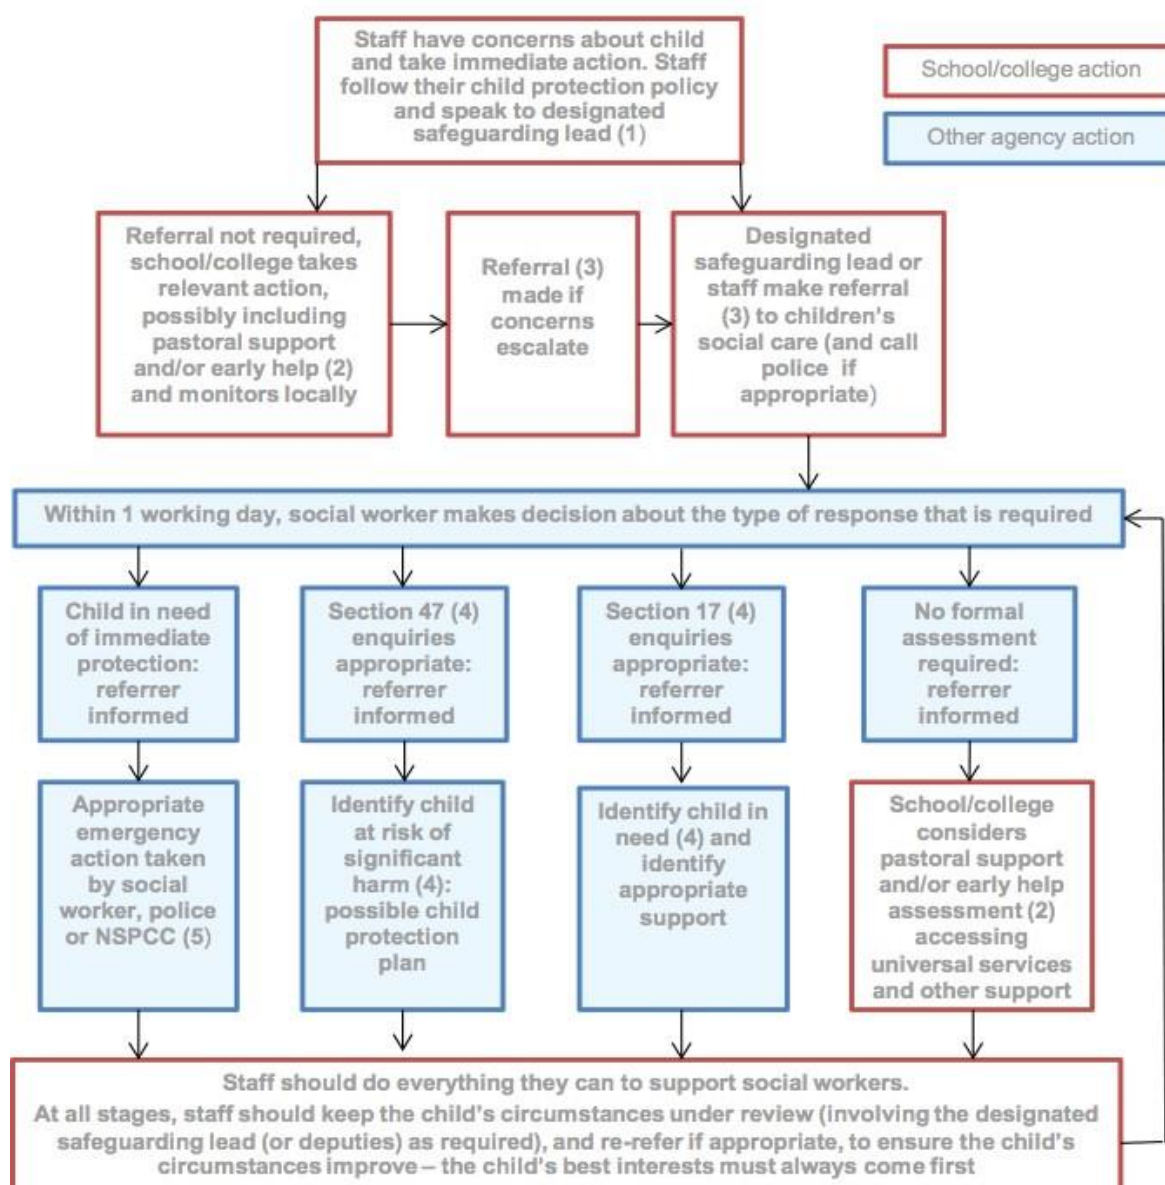 Staff have concerns about child
and take immediate action. Staff
follow their child protection policy
and speak to designated
safeguarding lead (1)
School/college action
Other agency action
Referral not required,
school/college takes
relevant action,
possibly including
pastoral support
and/or early help (2)
and monitors locally
Referral (3)
made if
concerns
escalate
Designated
safeguarding lead or
staff make referral
(3) to children's
social care (and call
police if
appropriate)
Within 1 working day, social worker makes decision about the type of response that is required
Child in need
of immediate
protection:
referrer
informed
Section 47 (4)
enquiries
appropriate:
referrer
informed
Section 17 (4)
enquiries
appropriate:
referrer
informed
No formal
assessment
required:
referrer
informed
Appropriate
emergency
action taken
by social
worker, police
or NSPCC (5)
Identify child
at risk of
significant
harm (4):
possible child
protection
plan
Identify child in
need (4) and
identify
appropriate
support
School/college
considers
pastoral support
and/or early help
assessment (2)
accessing
universal services
and other support
Staff should do everything they can to support social workers.
At all stages, staff should keep the child's circumstances under review (involving the designated
safeguarding lead (or deputies) as required), and re-refer if appropriate, to ensure the child's
circumstances improve – the child's best interests must always come first